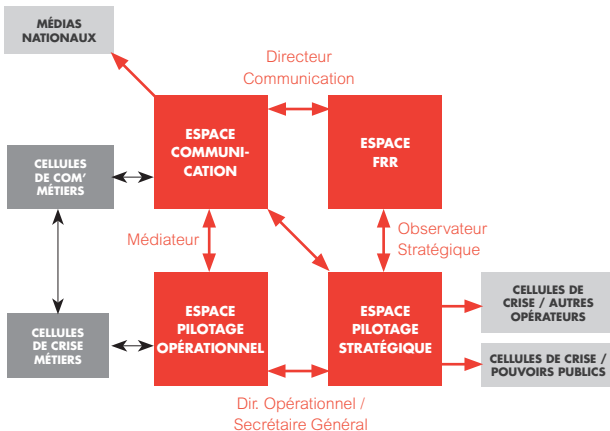 MÉDIAS
NATIONAUX
Directeur
Communication
ESPACE
COMMUNI-
CATION
ESPACE
FRR
CELLULES
DE COM’
MÉTIERS
Médiateur
Observateur
Stratégique
CELLULES
DE CRISE
MÉTIERS
ESPACE
PILOTAGE
OPÉRATIONNEL
ESPACE
PILOTAGE
STRATÉGIQUE
CELLULES DE
CRISE / AUTRES
OPÉRATEURS
CELLULES DE CRISE /
POUVOIRS PUBLICS
Dir. Opérationnel /
Secrétaire Général